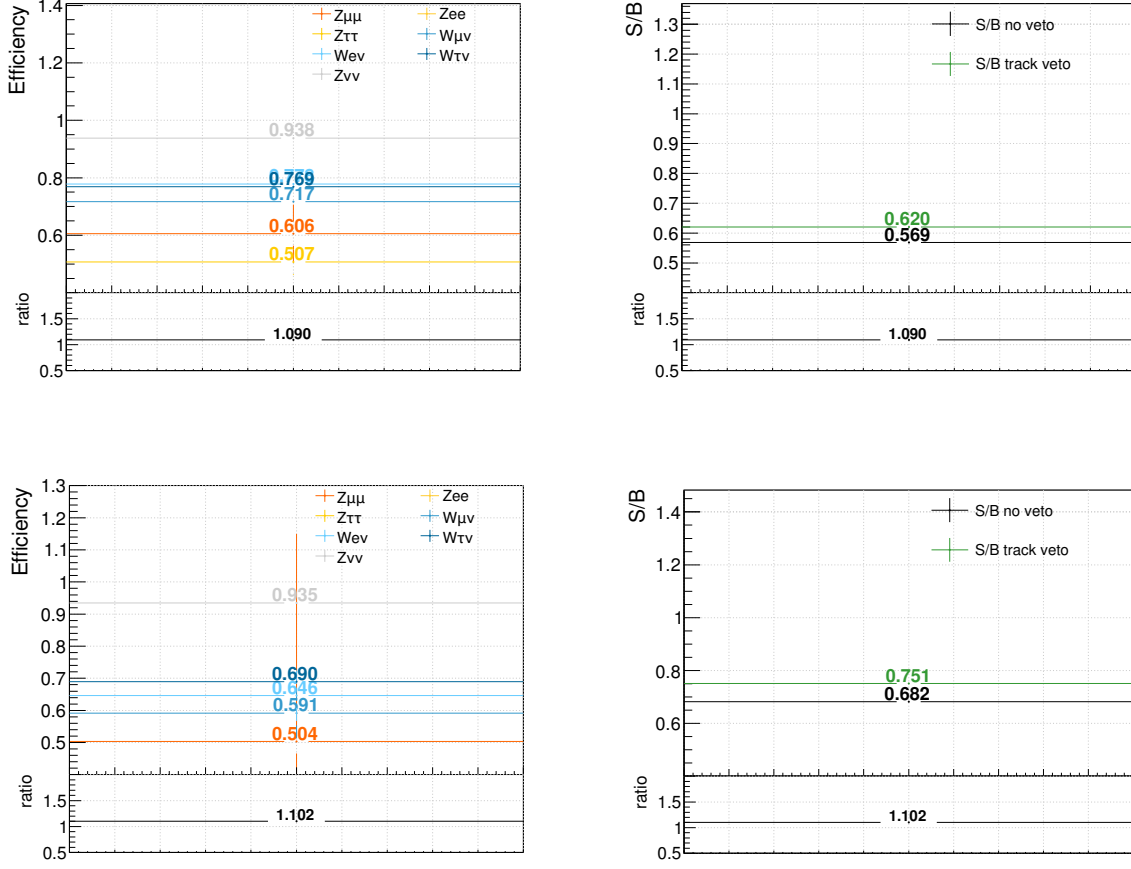 Efficiency
1.4
1.2
1
0.8
0.6
Zμμ
Zee
Zττ
Wμν
Weν
Wτν
Zνν
0.938
0.769
0.717
0.606
0.507
ratio
1.5
1
0.5
1.090
S/B
1.3
1.2
1.1
1
0.9
0.8
0.7
0.6
0.5
S/B no veto
S/B track veto
0.620
0.569
ratio
1.5
1
0.5
1.090
Efficiency
1.3
1.2
1.1
1
0.9
0.8
0.7
0.6
0.5
Zμμ
Zee
Zττ
Wμν
Weν
Wτν
Zνν
0.935
0.690
0.646
0.591
0.504
ratio
1.5
1
0.5
1.102
S/B
1.4
1.2
1
0.8
0.6
S/B no veto
S/B track veto
0.751
0.682
ratio
1.5
1
0.5
1.102